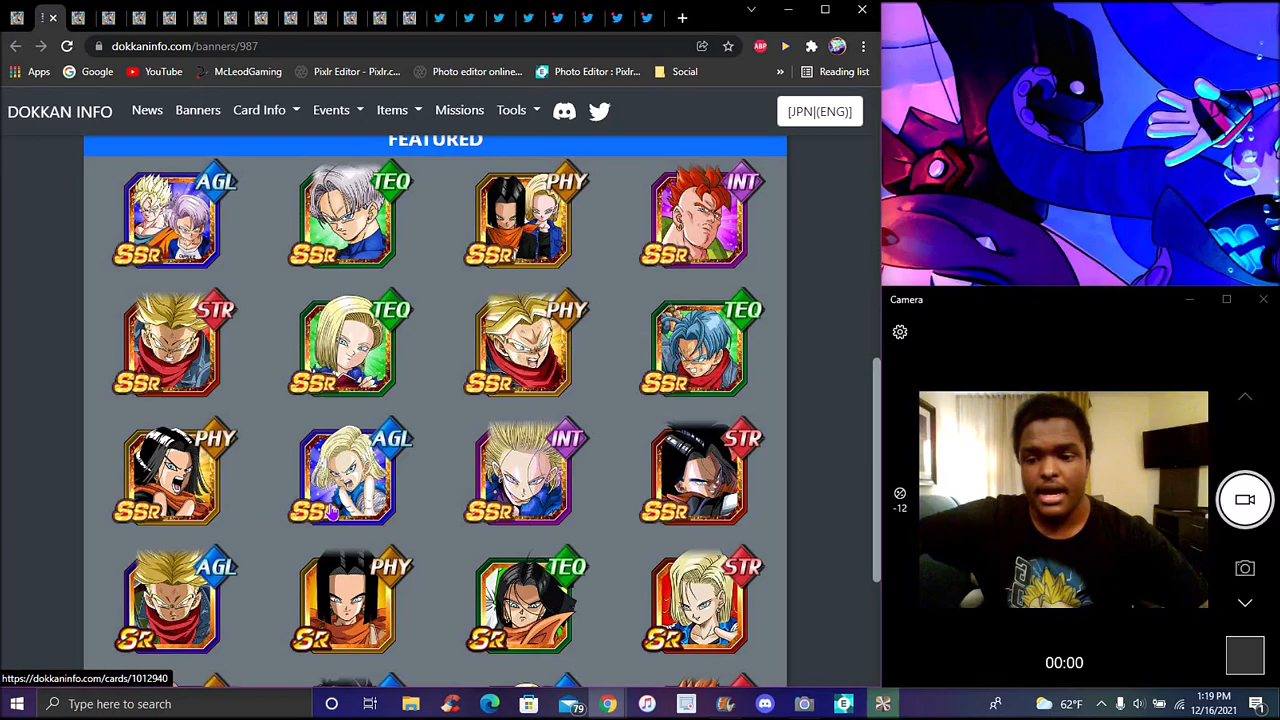 dokkaninfo.com/banners/987
ABP
Apps Google YouTube McLeodGaming Pixlr Editor - Pixlr.c... Photo editor online... Photo Editor : Pixlr... Social » Reading list
DOKKAN INFO News Banners Card Info Events Items Missions Tools [JPN|(ENG)]
FEATURED
AGL TEQ PHY INT
SSR SSR SSR SSR
STR TEQ PHY TEQ
SSR SSR SSR SSR
PHY AGL INT STR
SSR SSR SSR SSR
AGL PHY TEQ STR
SR SR SR SR
https://dokkaninfo.com/cards/1012940
Camera
-12
00:00
Type here to search
79
62°F
1:19 PM
12/16/2021